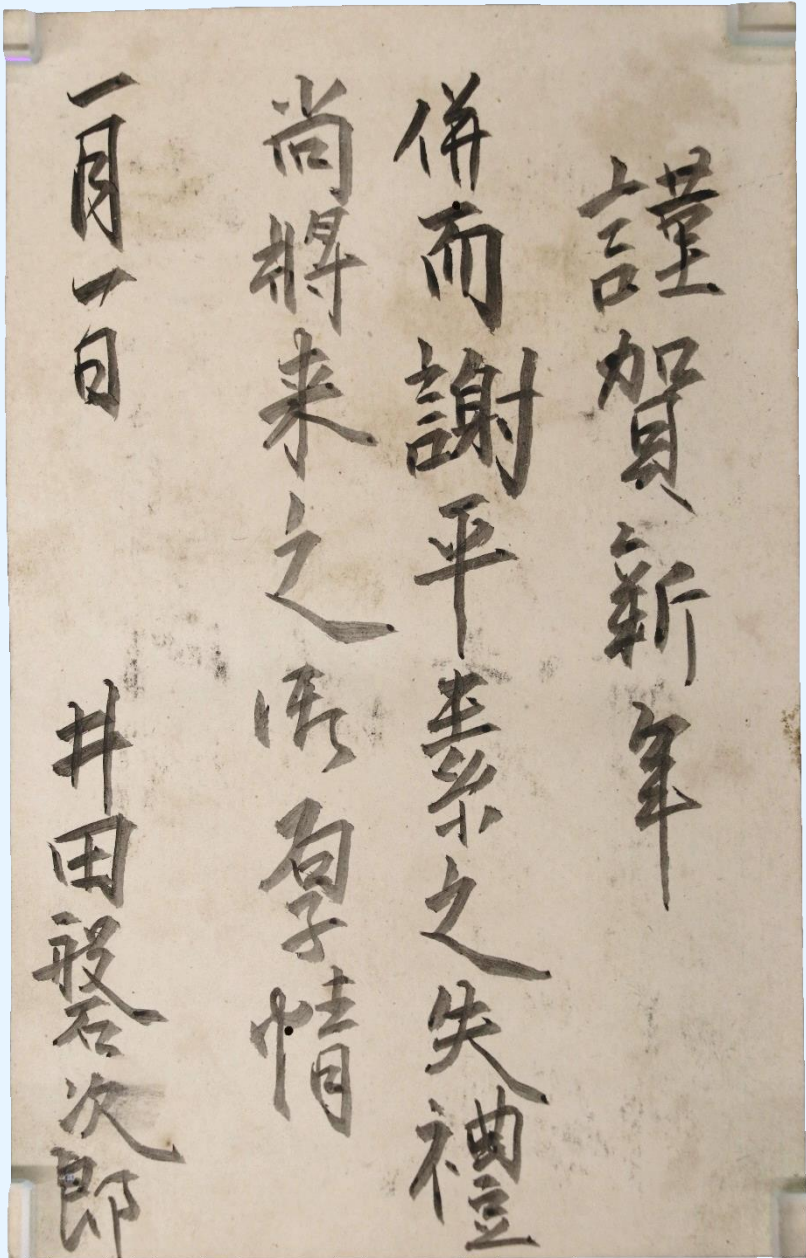 謹賀新年
併而謝平素之失禮
尚將来之御厚情
一月一日
井田磐次郎